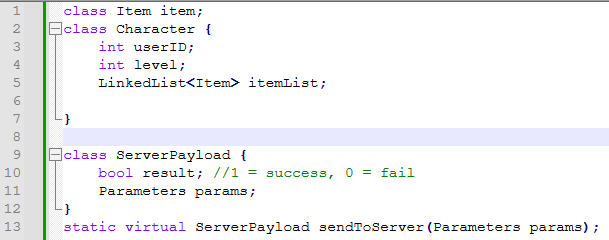 1 class Item item;
2 class Character {
3 int userID;
4 int level;
5 LinkedList<Item> itemList;
6
7 }
8
9 class ServerPayload {
10 bool result; //1 = success, 0 = fail
11 Parameters params;
12 }
13 static virtual ServerPayload sendToServer(Parameters params);